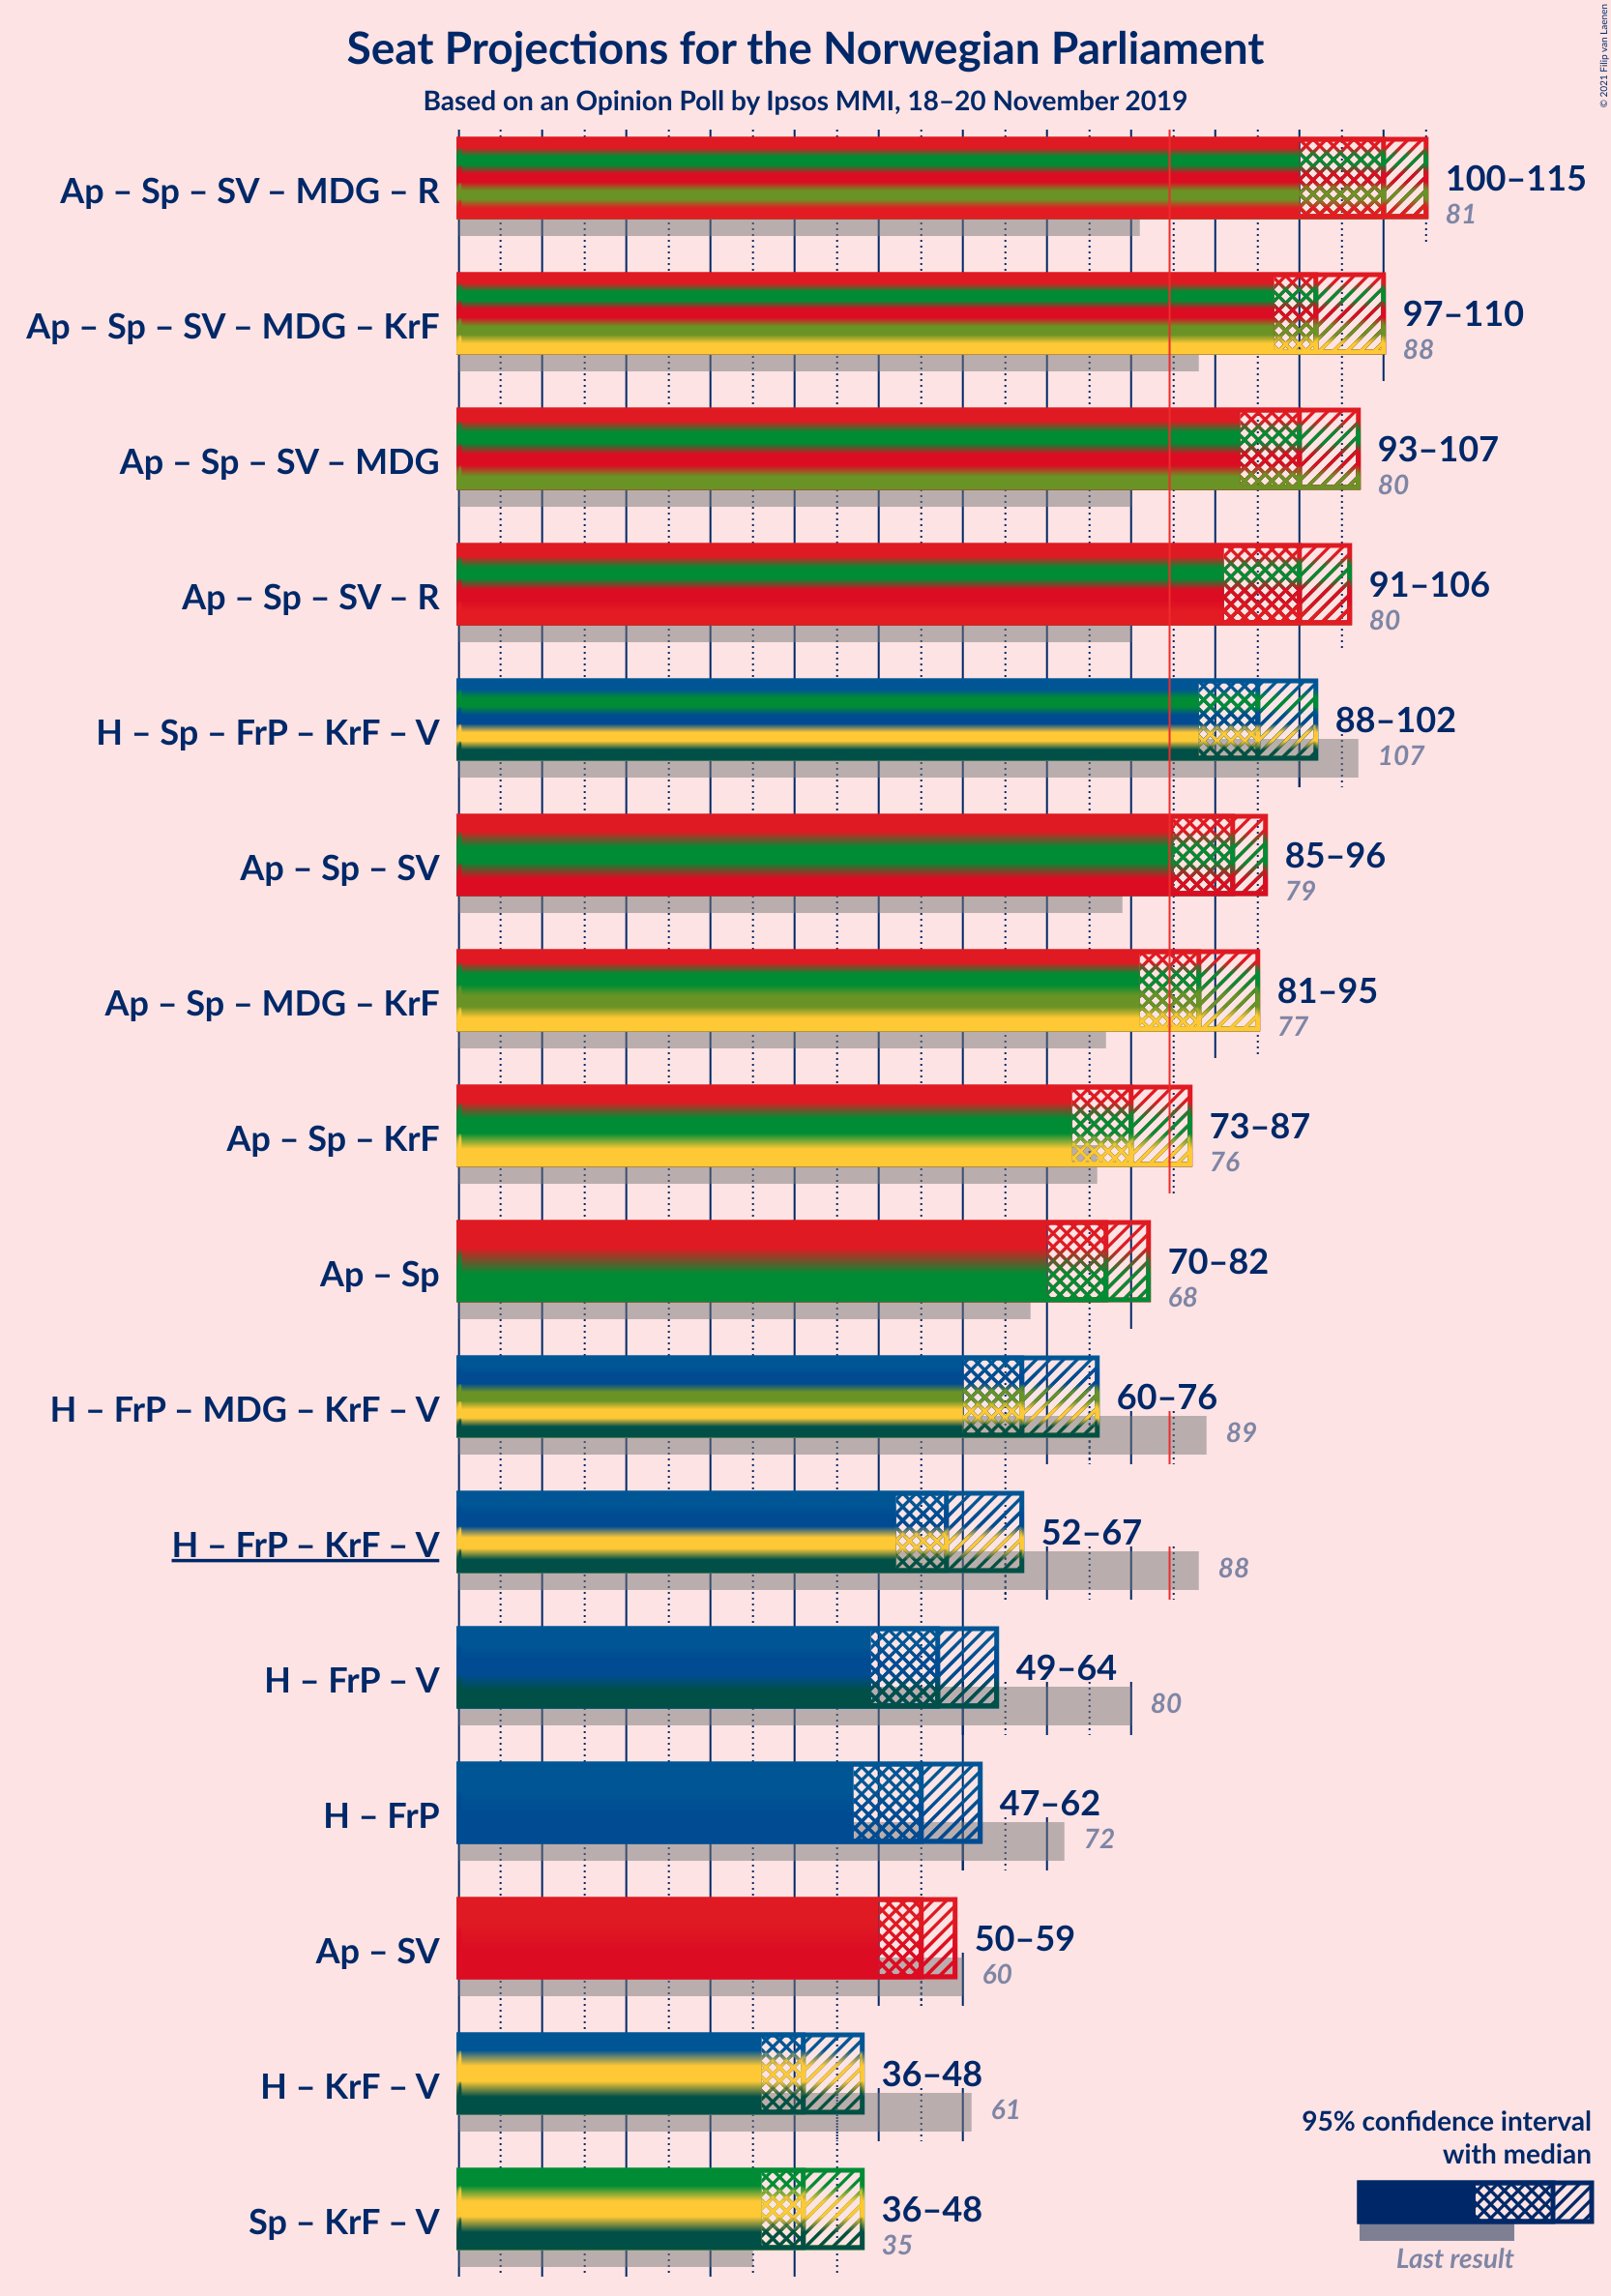 Seat Projections for the Norwegian Parliament
Based on an Opinion Poll by Ipsos MMI, 18–20 November 2019
© 2021 Filip van Laenen
Ap – Sp – SV – MDG – R
100–115
81
Ap – Sp – SV – MDG – KrF
97–110
88
Ap – Sp – SV – MDG
93–107
80
Ap – Sp – SV – R
91–106
80
H – Sp – FrP – KrF – V
88–102
107
Ap – Sp – SV
85–96
79
Ap – Sp – MDG – KrF
81–95
77
Ap – Sp – KrF
73–87
76
Ap – Sp
70–82
68
H – FrP – MDG – KrF – V
60–76
89
H – FrP – KrF – V
52–67
88
H – FrP – V
49–64
80
H – FrP
47–62
72
Ap – SV
50–59
60
H – KrF – V
36–48
61
Sp – KrF – V
36–48
35
95% confidence interval
with median
Last result